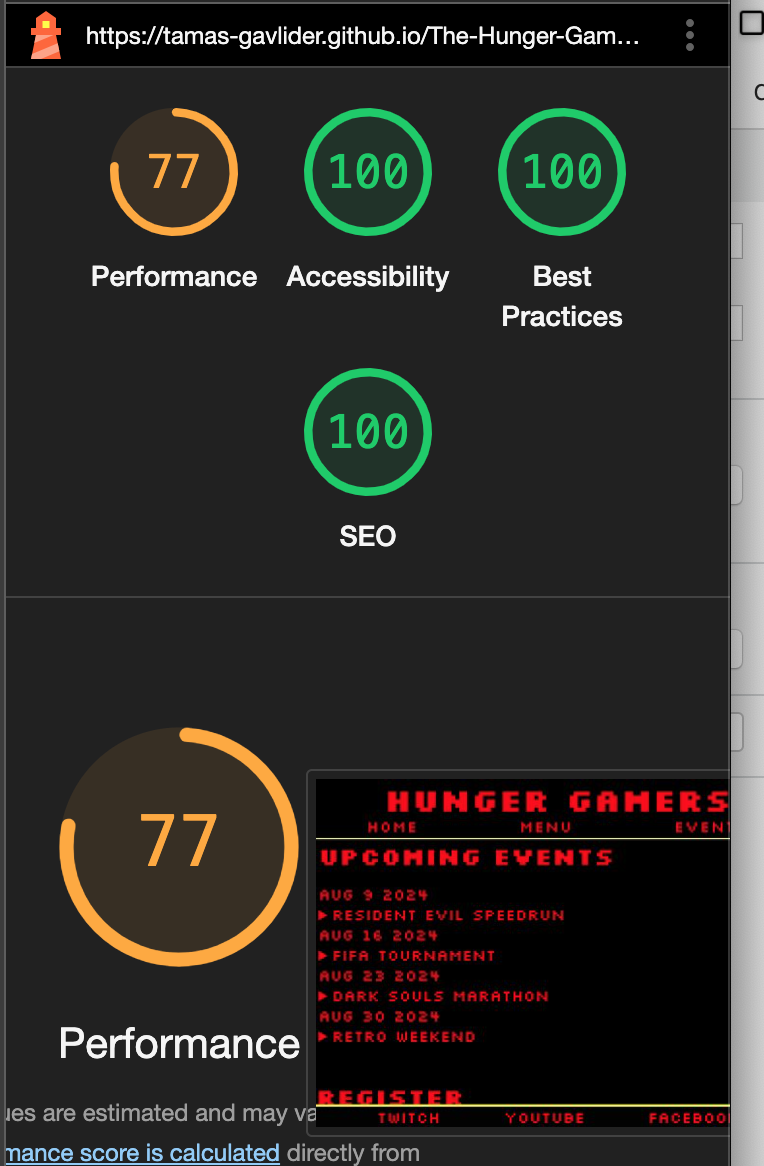 https://tamas-gavlider.github.io/The-Hunger-Gam…
77
100
100
Performance
Accessibility
Best
Practices
100
SEO
77
Performance
HUNGER GAMERS
HOME MENU EVEN
UPCOMING EVENTS
AUG 9 2024
▶ RESIDENT EVIL SPEEDRUN
AUG 16 2024
▶ FIFA TOURNAMENT
AUG 23 2024
▶ DARK SOULS MARATHON
AUG 30 2024
▶ RETRO WEEKEND
REGISTER
TWITCH YOUTUBE FACEBOO
ues are estimated and may va
mance score is calculated directly from